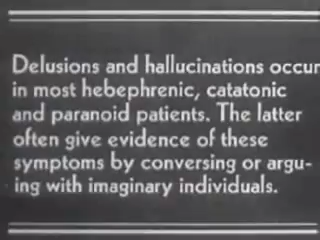 Delusions and hallucinations occur
in most hebephrenic, catatonic
and paranoid patients. The latter
often give evidence of these
symptoms by conversing or argu-
ing with imaginary individuals.